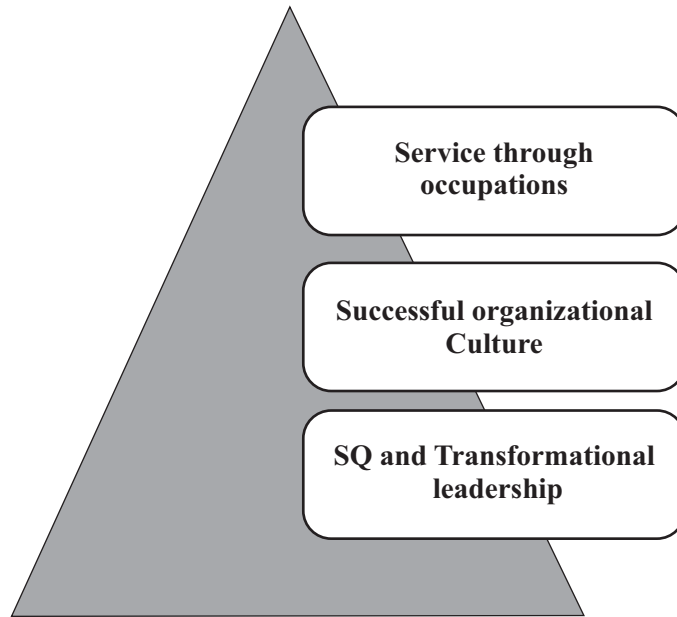 Service through
occupations
Successful organizational
Culture
SQ and Transformational
leadership